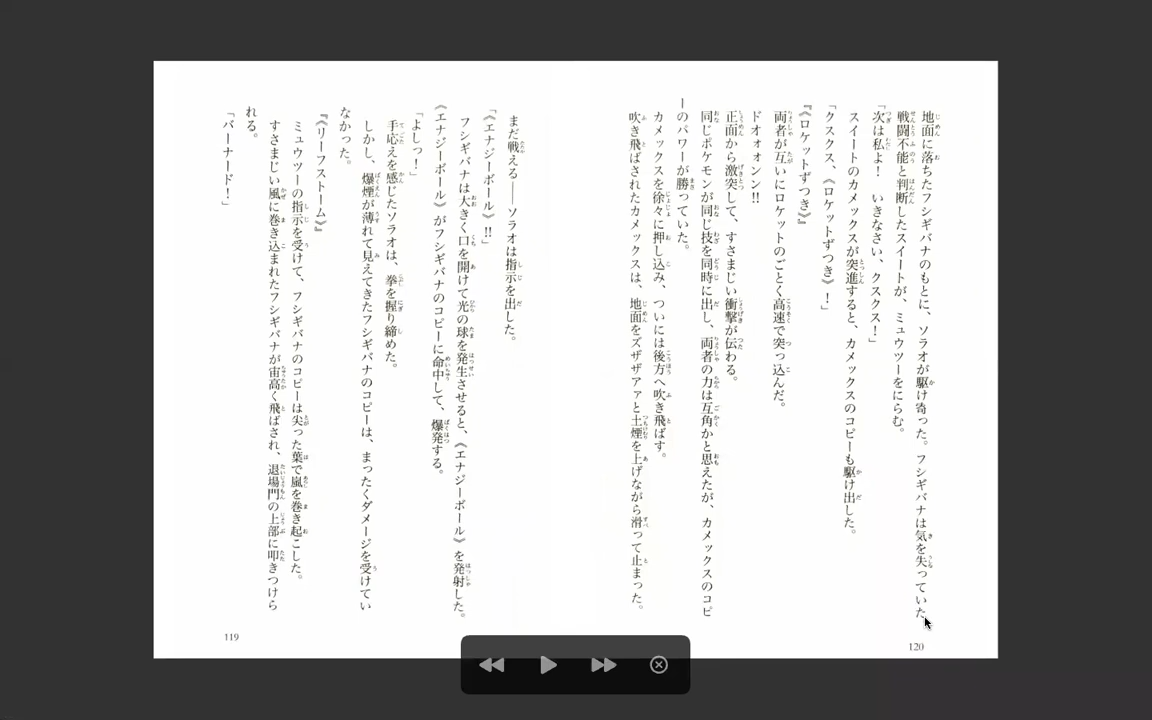 まだ戦える――ソラオは指示を出した。
「《エナジーボール》!!」
フシギバナは大きく口を開けて光の球を発生させると、《エナジーボール》を発射した。
《エナジーボール》がフシギバナのコピーに命中して、爆発する。
「よしっ!」
手応えを感じたソラオは、拳を握り締めた。
しかし、爆煙が薄れて見えてきたフシギバナのコピーは、まったくダメージを受けてい
なかった。
『《リーフストーム》』
ミュウツーの指示を受けて、フシギバナのコピーは尖った葉で嵐を巻き起こした。
すさまじい風に巻き込まれたフシギバナが宙高く飛ばされ、退場門の上部に叩きつけら
れる。
「バーナード!」
119
地面に落ちたフシギバナのもとに、ソラオが駆け寄った。フシギバナは気を失っていた。
戦闘不能と判断したスイートが、ミュウツーをにらむ。
「次は私よ! いきなさい、クスクス!」
スイートのカメックスが突進すると、カメックスのコピーも駆け出した。
「クスクス、《ロケットずつき》!」
『《ロケットずつき》』
両者が互いにロケットのごとく高速で突っ込んだ。
ドオォオンン!!
正面から激突して、すさまじい衝撃が伝わる。
同じポケモンが同じ技を同時に出し、両者の力は互角かと思えたが、カメックスのコピ
ーのパワーが勝っていた。
カメックスを徐々に押し込み、ついには後方へ吹き飛ばす。
吹き飛ばされたカメックスは、地面をズザザァァと土煙を上げながら滑って止まった。
120